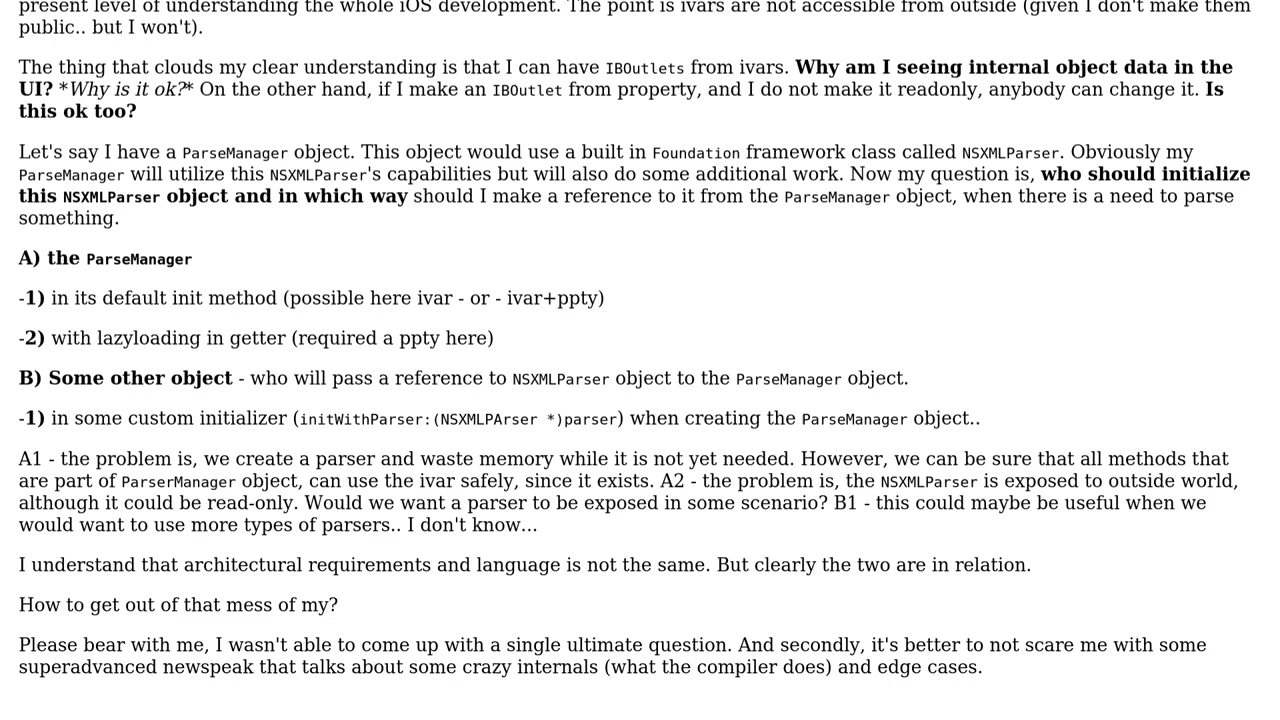 present level of understanding the whole iOS development. The point is ivars are not accessible from outside (given I don't make them
public.. but I won't).
The thing that clouds my clear understanding is that I can have IBOutlets from ivars. Why am I seeing internal object data in the
UI? *Why is it ok?* On the other hand, if I make an IBOutlet from property, and I do not make it readonly, anybody can change it. Is
this ok too?
Let's say I have a ParseManager object. This object would use a built in Foundation framework class called NSXMLParser. Obviously my
ParseManager will utilize this NSXMLParser's capabilities but will also do some additional work. Now my question is, who should initialize
this NSXMLParser object and in which way should I make a reference to it from the ParseManager object, when there is a need to parse
something.
A) the ParseManager
-1) in its default init method (possible here ivar - or - ivar+ppty)
-2) with lazyloading in getter (required a ppty here)
B) Some other object - who will pass a reference to NSXMLParser object to the ParseManager object.
-1) in some custom initializer (initWithParser:(NSXMLPArser *)parser) when creating the ParseManager object..
A1 - the problem is, we create a parser and waste memory while it is not yet needed. However, we can be sure that all methods that
are part of ParserManager object, can use the ivar safely, since it exists. A2 - the problem is, the NSXMLParser is exposed to outside world,
although it could be read-only. Would we want a parser to be exposed in some scenario? B1 - this could maybe be useful when we
would want to use more types of parsers.. I don't know...
I understand that architectural requirements and language is not the same. But clearly the two are in relation.
How to get out of that mess of my?
Please bear with me, I wasn't able to come up with a single ultimate question. And secondly, it's better to not scare me with some
superadvanced newspeak that talks about some crazy internals (what the compiler does) and edge cases.